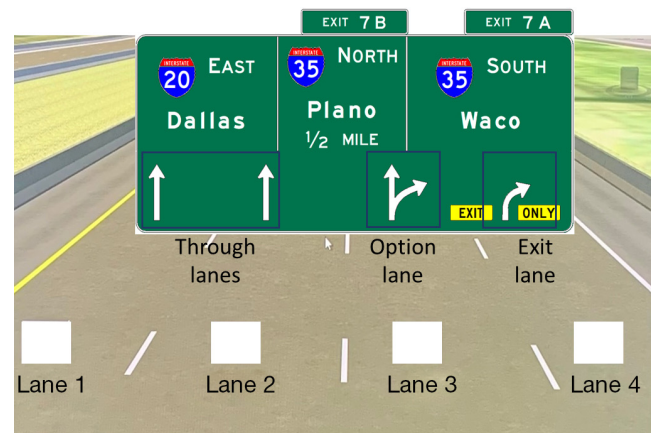 EXIT 7B
EXIT 7A
INTERSTATE
20
EAST
Dallas
INTERSTATE
35
NORTH
Plano
1/2 MILE
INTERSTATE
35
SOUTH
Waco
EXIT ONLY
Through
lanes
Option
lane
Exit
lane
Lane 1
Lane 2
Lane 3
Lane 4